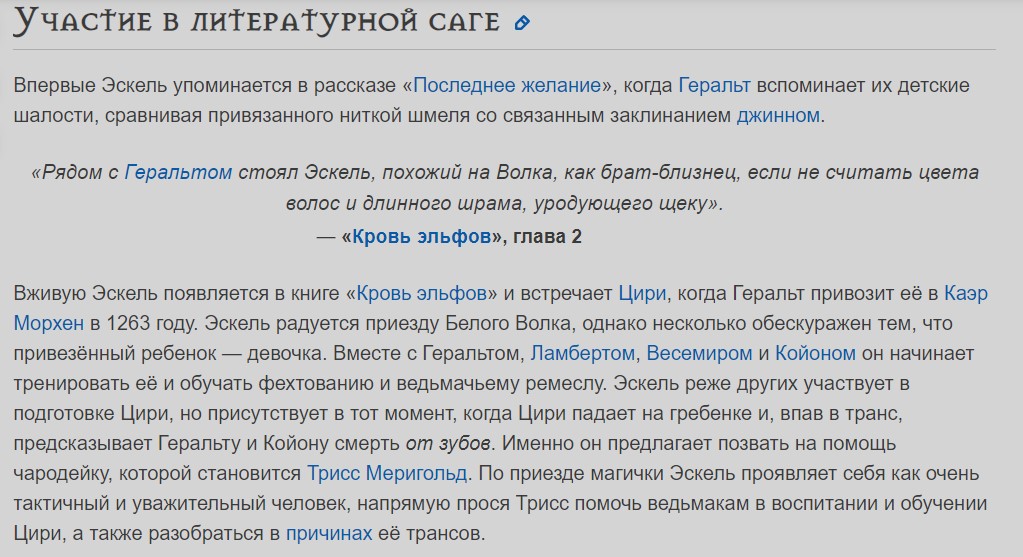 Участие в литературной саге
Впервые Эскель упоминается в рассказе «Последнее желание», когда Геральт вспоминает их детские
шалости, сравнивая привязанного ниткой шмеля со связанным заклинанием джинном.
«Рядом с Геральтом стоял Эскель, похожий на Волка, как брат-близнец, если не считать цвета
волос и длинного шрама, уродующего щеку».
— «Кровь эльфов», глава 2
Вживую Эскель появляется в книге «Кровь эльфов» и встречает Цири, когда Геральт привозит её в Каэр
Морхен в 1263 году. Эскель радуется приезду Белого Волка, однако несколько обескуражен тем, что
привезённый ребенок — девочка. Вместе с Геральтом, Ламбертом, Весемиром и Койоном он начинает
тренировать её и обучать фехтованию и ведьмачьему ремеслу. Эскель реже других участвует в
подготовке Цири, но присутствует в тот момент, когда Цири падает на гребенке и, впав в транс,
предсказывает Геральту и Койону смерть от зубов. Именно он предлагает позвать на помощь
чародейку, которой становится Трисс Меригольд. По приезде магички Эскель проявляет себя как очень
тактичный и уважительный человек, напрямую прося Трисс помочь ведьмакам в воспитании и обучении
Цири, а также разобраться в причинах её трансов.